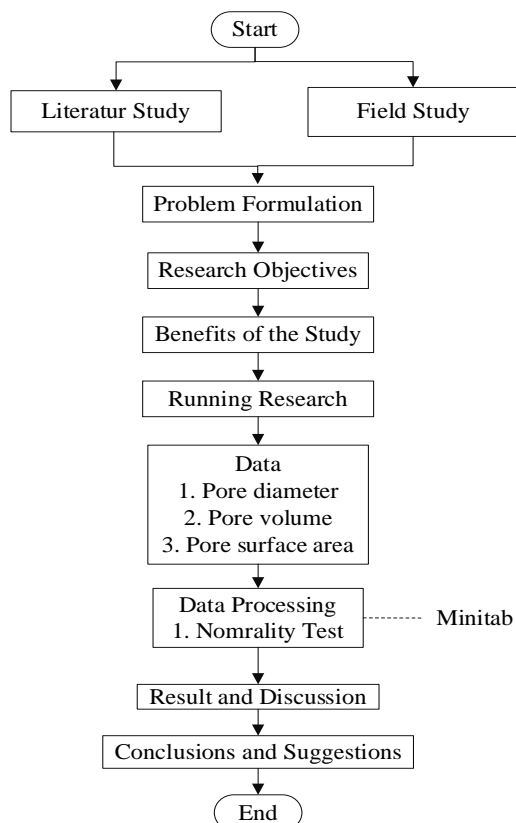 Start
Literatur Study
Field Study
Problem Formulation
Research Objectives
Benefits of the Study
Running Research
Data
1. Pore diameter
2. Pore volume
3. Pore surface area
Data Processing
1. Nomrality Test
Minitab
Result and Discussion
Conclusions and Suggestions
End